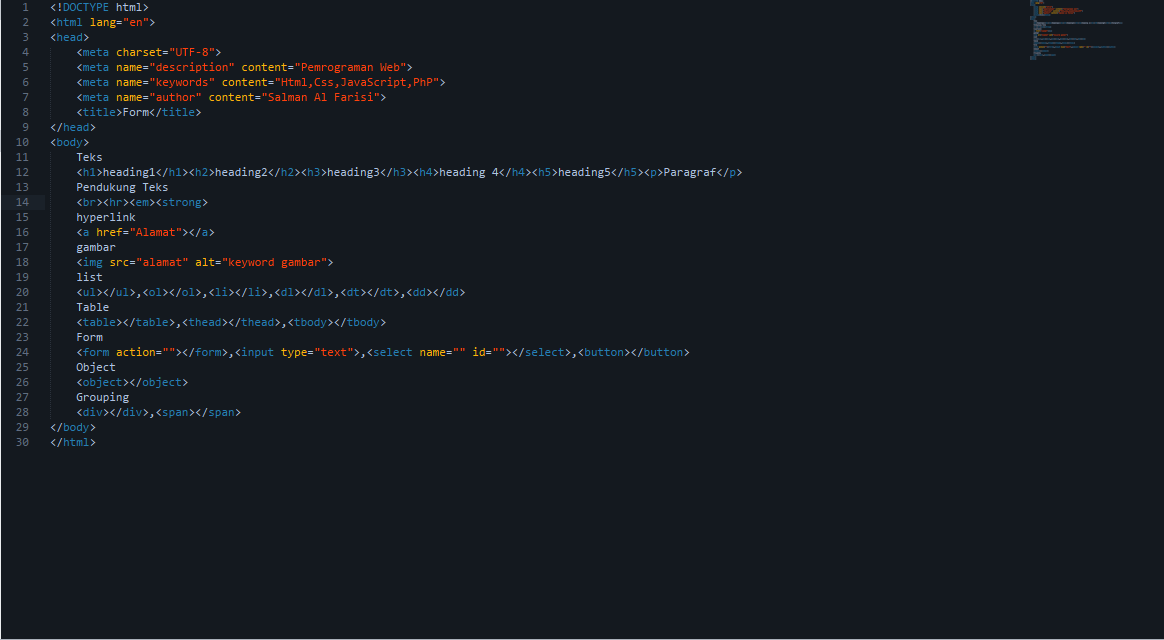 1 <!DOCTYPE html>
2 <html lang="en">
3 <head>
4 <meta charset="UTF-8">
5 <meta name="description" content="Pemrograman Web">
6 <meta name="keywords" content="Html,Css,JavaScript,PhP">
7 <meta name="author" content="Salman Al Farisi">
8 <title>Form</title>
9 </head>
10 <body>
11 Teks
12 <h1>heading1</h1><h2>heading2</h2><h3>heading3</h3><h4>heading 4</h4><h5>heading5</h5><p>Paragraf</p>
13 Pendukung Teks
14 <br><hr><em><strong>
15 hyperlink
16 <a href="Alamat"></a>
17 gambar
18 <img src="alamat" alt="keyword gambar">
19 list
20 <ul></ul>,<ol></ol>,<li></li>,<dl></dl>,<dt></dt>,<dd></dd>
21 Table
22 <table></table>,<thead></thead>,<tbody></tbody>
23 Form
24 <form action=""></form>,<input type="text">,<select name="" id=""></select>,<button></button>
25 Object
26 <object></object>
27 Grouping
28 <div></div>,<span></span>
29 </body>
30 </html>